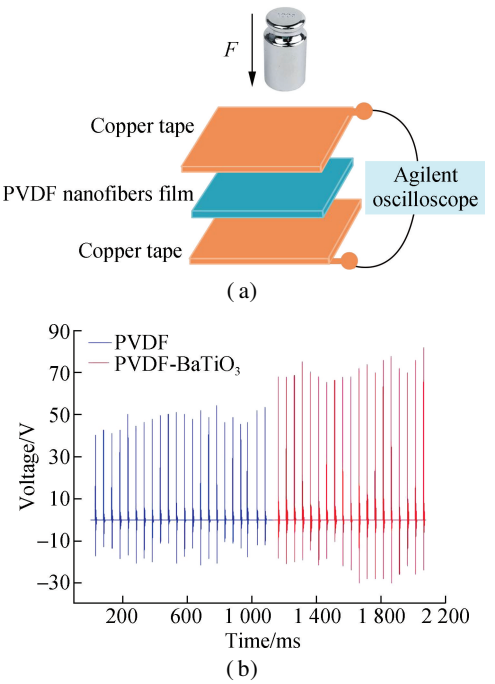 F
Copper tape
PVDF nanofibers film
Agilent
oscilloscope
Copper tape
(a)
90
70
50
30
10
−10
−30
Voltage/V
PVDF
PVDF-BaTiO₃
200 600 1 000 1 400 1 800 2 200
Time/ms
(b)